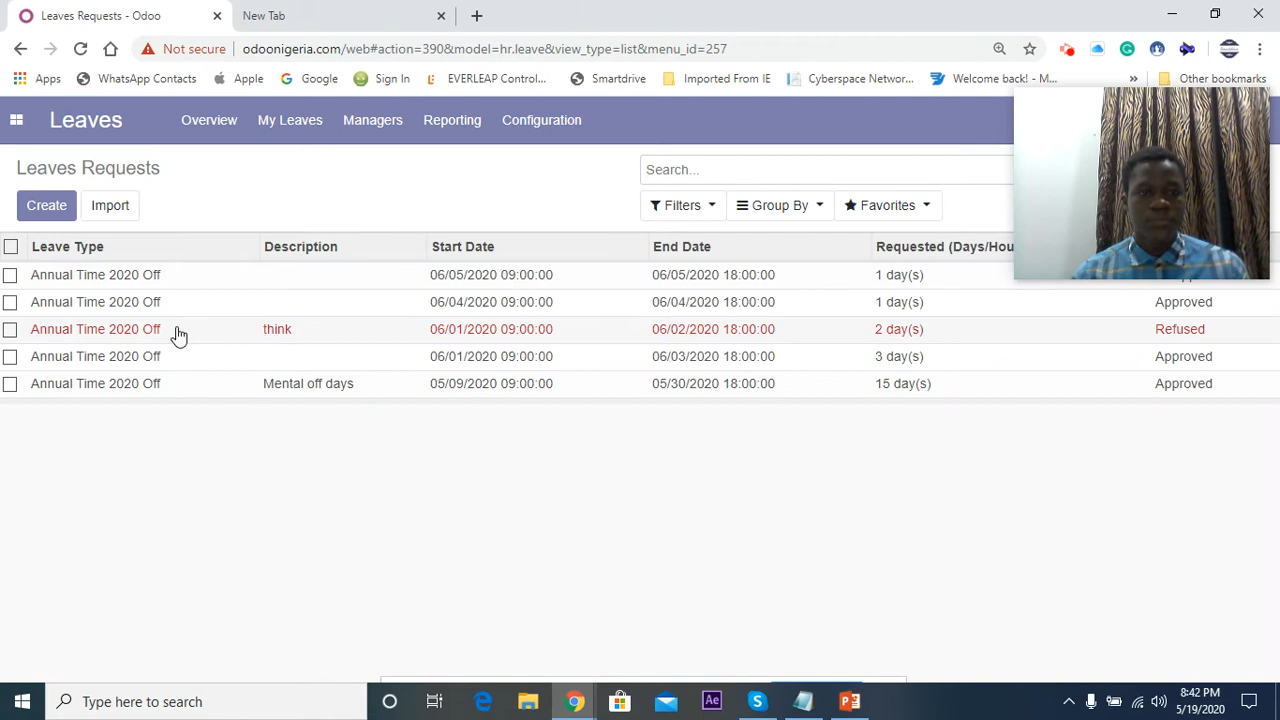 Leaves Requests - Odoo
New Tab
Not secure odoonigeria.com/web#action=390&model=hr.leave&view_type=list&menu_id=257
Apps WhatsApp Contacts Apple Google Sign In EVERLEAP Control... Smartdrive Imported From IE Cyberspace Network... Welcome back! - M... » Other bookmarks
Leaves Overview My Leaves Managers Reporting Configuration
Leaves Requests
Search...
Create Import Filters Group By Favorites
Leave Type Description Start Date End Date Requested (Days/Hou
Annual Time 2020 Off 06/05/2020 09:00:00 06/05/2020 18:00:00 1 day(s)
Annual Time 2020 Off 06/04/2020 09:00:00 06/04/2020 18:00:00 1 day(s) Approved
Annual Time 2020 Off think 06/01/2020 09:00:00 06/02/2020 18:00:00 2 day(s) Refused
Annual Time 2020 Off 06/01/2020 09:00:00 06/03/2020 18:00:00 3 day(s) Approved
Annual Time 2020 Off Mental off days 05/09/2020 09:00:00 05/30/2020 18:00:00 15 day(s) Approved
Type here to search
Ae
8:42 PM
5/19/2020